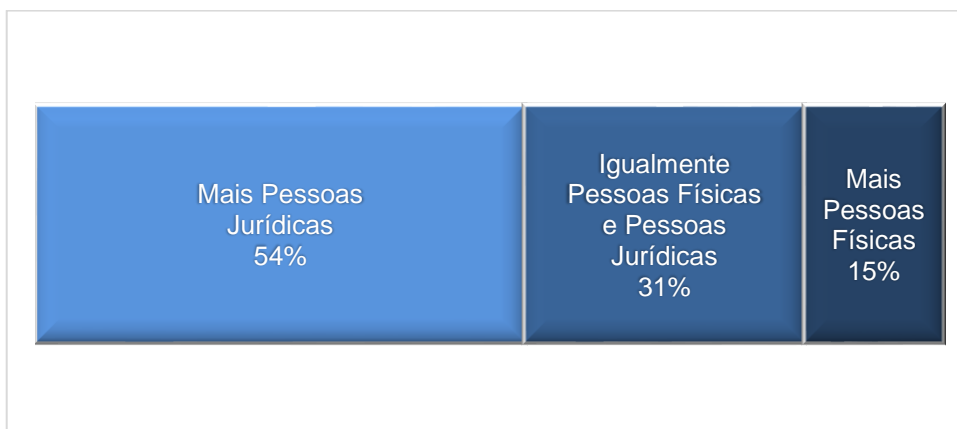 Mais Pessoas
Jurídicas
54%
Igualmente
Pessoas Físicas
e Pessoas
Jurídicas
31%
Mais
Pessoas
Físicas
15%